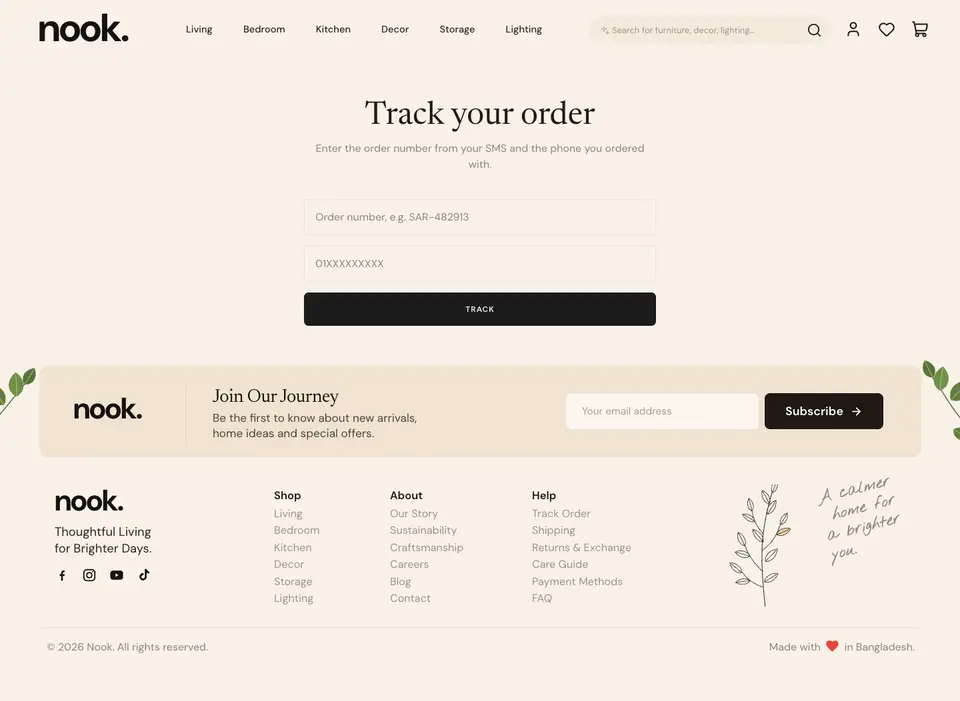 nook.
Living Bedroom Kitchen Decor Storage Lighting
Search for furniture, decor, lighting...
Track your order
Enter the order number from your SMS and the phone you ordered
with.
Order number, e.g. SAR-482913
01XXXXXXXXX
TRACK
nook.
Join Our Journey
Be the first to know about new arrivals,
home ideas and special offers.
Your email address
Subscribe →
nook.
Thoughtful Living
for Brighter Days.
Shop
Living
Bedroom
Kitchen
Decor
Storage
Lighting
About
Our Story
Sustainability
Craftsmanship
Careers
Blog
Contact
Help
Track Order
Shipping
Returns & Exchange
Care Guide
Payment Methods
FAQ
A calmer
home for
a brighter
you.
© 2026 Nook. All rights reserved.
Made with ❤️ in Bangladesh.